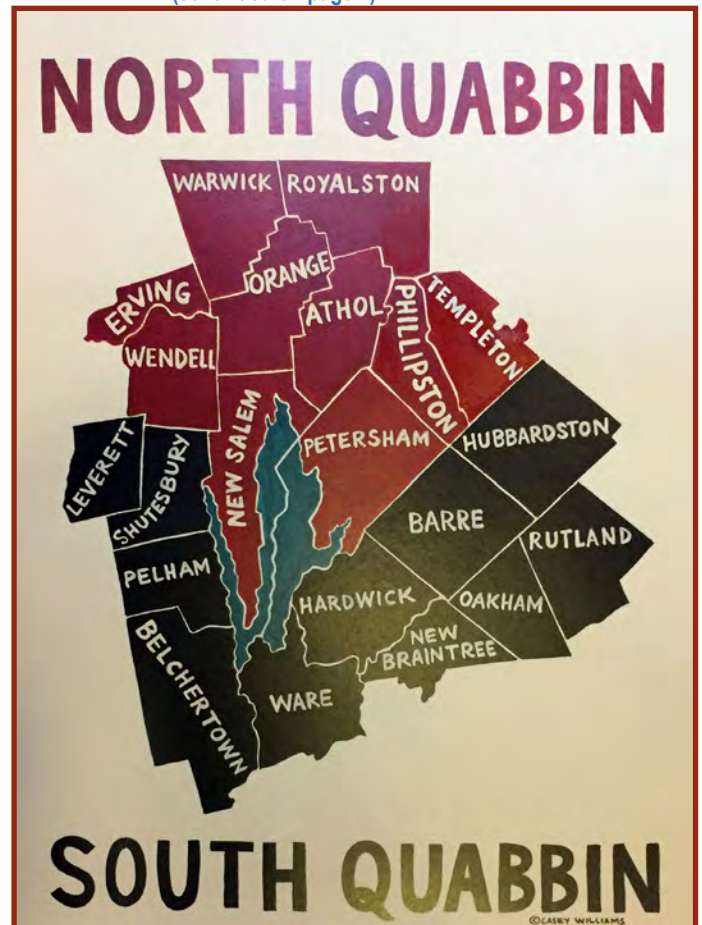 NORTH QUABBIN
WARWICK
ROYALSTON
ORANGE
ERVING
ATHOL
PHILLIPSTON
TEMPLETON
WENDELL
NEW SALEM
PETERSHAM
HUBBARDSTON
LEVERETT
SHUTESBURY
BARRE
RUTLAND
PELHAM
HARDWICK
OAKHAM
NEW
BRAINTREE
BELCHERTOWN
WARE
SOUTH QUABBIN
©CASEY WILLIAMS